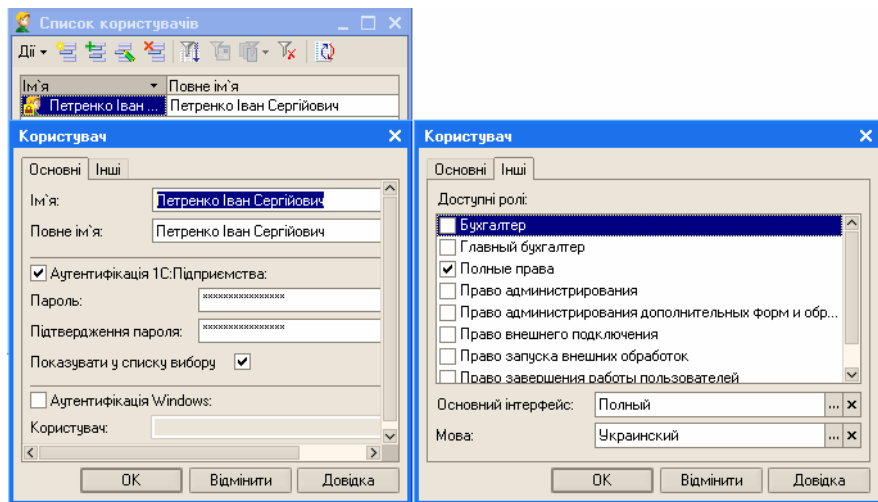 Список користувачів
Дії
Ім`я Повне ім`я
Петренко Іван ... Петренко Іван Сергійович
Користувач
Основні Інші
Ім`я: Петренко Іван Сергійович
Повне ім`я: Петренко Іван Сергійович
Аутентифікація 1С:Підприємства:
Пароль: ****************
Підтвердження пароля: ****************
Показувати у списку вибору
Аутентифікація Windows:
Користувач:
OK Відмінити Довідка
Користувач
Основні Інші
Доступні ролі:
Бухгалтер
Главный бухгалтер
Полные права
Право администрирования
Право администрирования дополнительных форм и обр...
Право внешнего подключения
Право запуска внешних обработок
Право завершения работы пользователей
Основний інтерфейс: Полный ...
Мова: Украинский ...
OK Відмінити Довідка